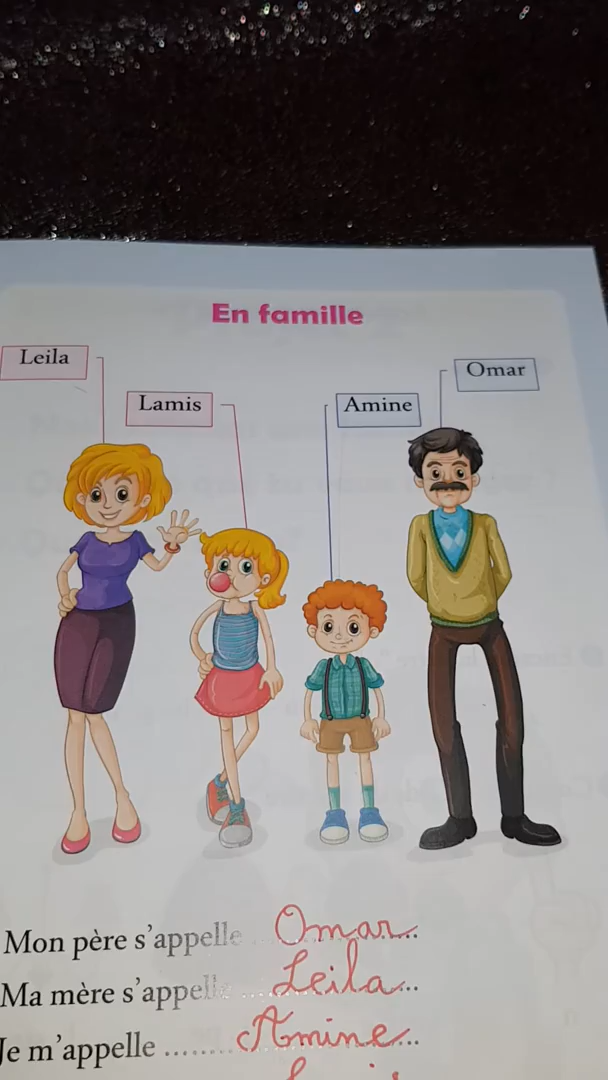 En famille
Leila
Lamis
Amine
Omar
Mon père s'appelle Omar...
Ma mère s'appelle ....Leila...
Je m'appelle ........Amine...